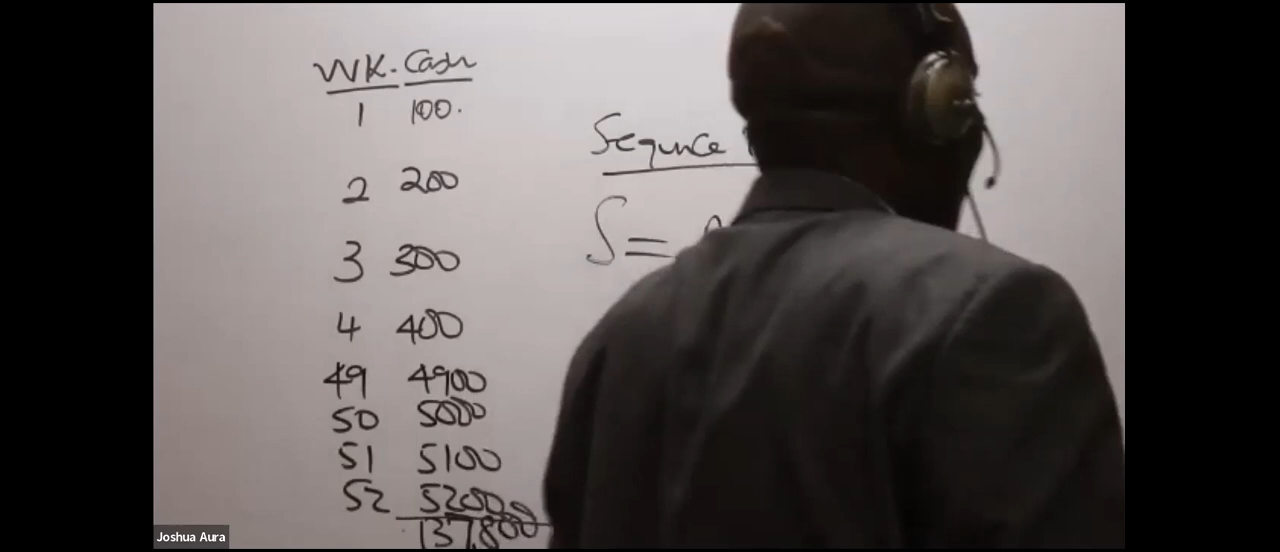 WK. Cash
1 100.
2 200
3 300
4 400
49 4900
50 5000
51 5100
52 5200
137,800
Sequnce
S =
Joshua Aura